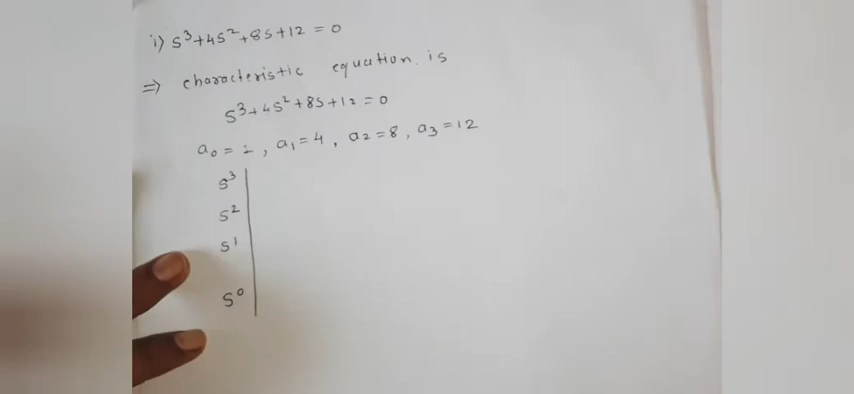 i) s³+4s²+8s+12 = 0
⇒ characteristic equation. is
s³+4s²+8s+12 = 0
a₀ = 1 , a₁ = 4 , a₂ = 8 , a₃ = 12
s³
s²
s¹
s⁰